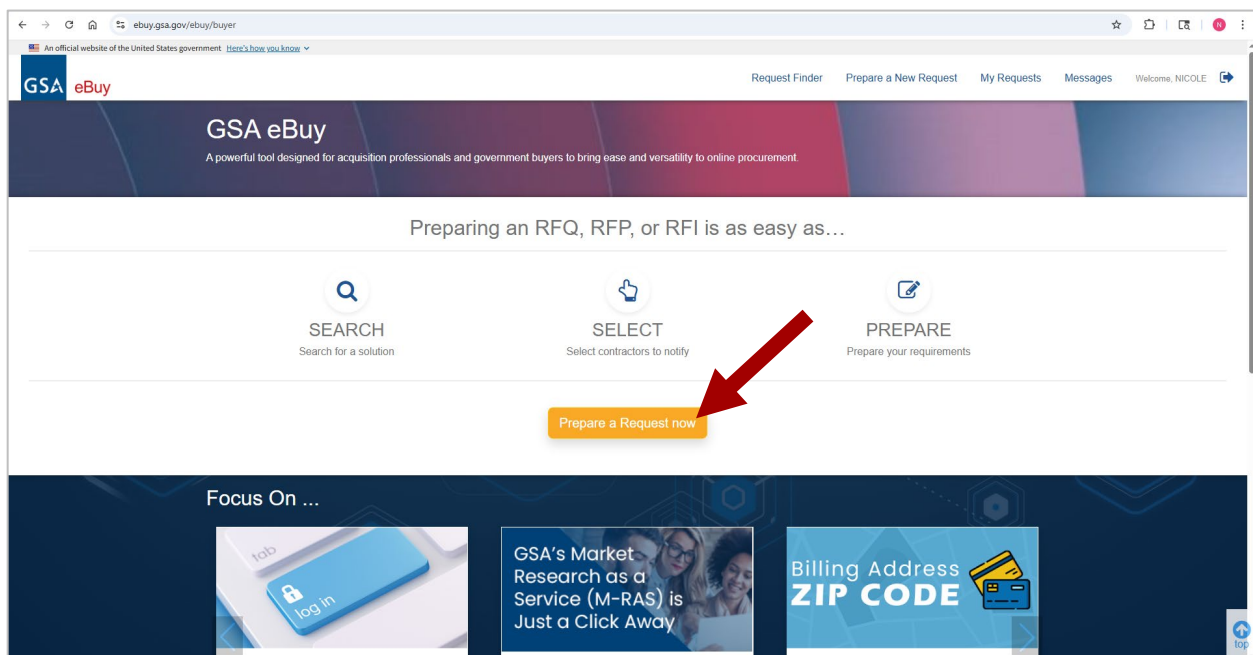 ebuy.gsa.gov/ebuy/buyer
N
An official website of the United States government Here's how you know
GSA eBuy
Request Finder Prepare a New Request My Requests Messages Welcome, NICOLE
GSA eBuy
A powerful tool designed for acquisition professionals and government buyers to bring ease and versatility to online procurement.
Preparing an RFQ, RFP, or RFI is as easy as…
SEARCH SELECT PREPARE
Search for a solution Select contractors to notify Prepare your requirements
Prepare a Request now
Focus On ...
tab
log in
GSA's Market
Research as a
Service (M-RAS) is
Just a Click Away
Billing Address
ZIP CODE
top